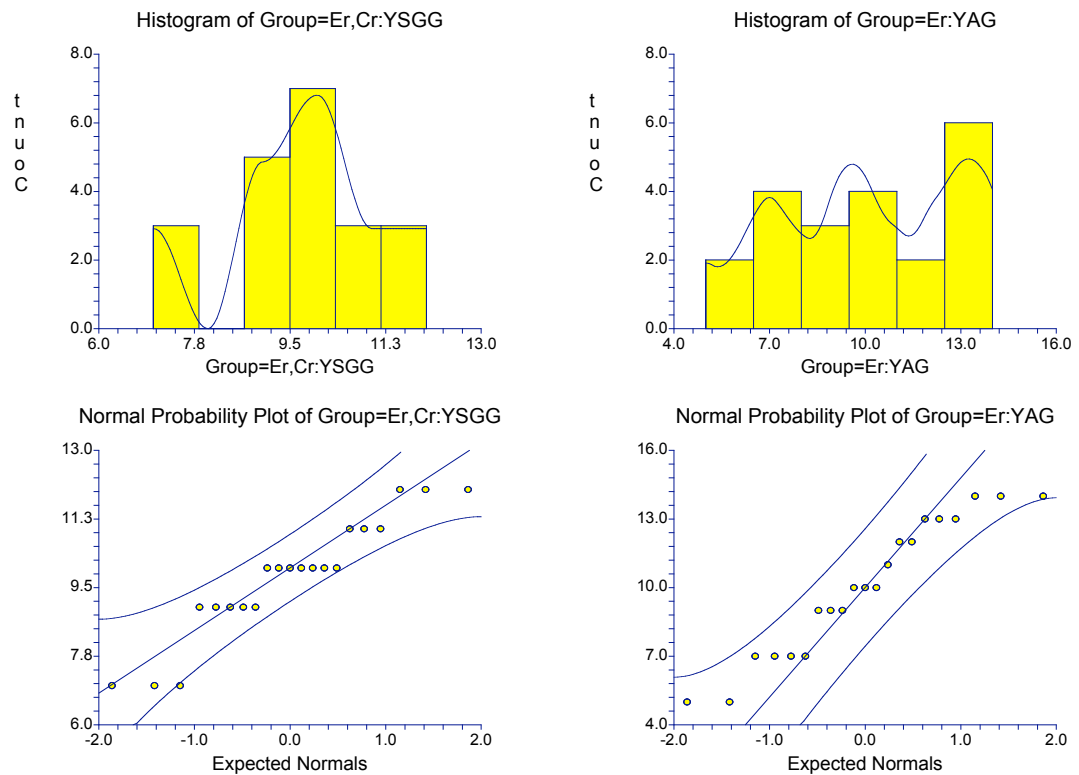 Histogram of Group=Er,Cr:YSGG
8.0
6.0
4.0
2.0
0.0
t
n
u
o
C
6.0 7.8 9.5 11.3 13.0
Group=Er,Cr:YSGG
Histogram of Group=Er:YAG
8.0
6.0
4.0
2.0
0.0
t
n
u
o
C
4.0 7.0 10.0 13.0 16.0
Group=Er:YAG
Normal Probability Plot of Group=Er,Cr:YSGG
13.0
11.3
9.5
7.8
6.0
-2.0 -1.0 0.0 1.0 2.0
Expected Normals
Normal Probability Plot of Group=Er:YAG
16.0
13.0
10.0
7.0
4.0
-2.0 -1.0 0.0 1.0 2.0
Expected Normals